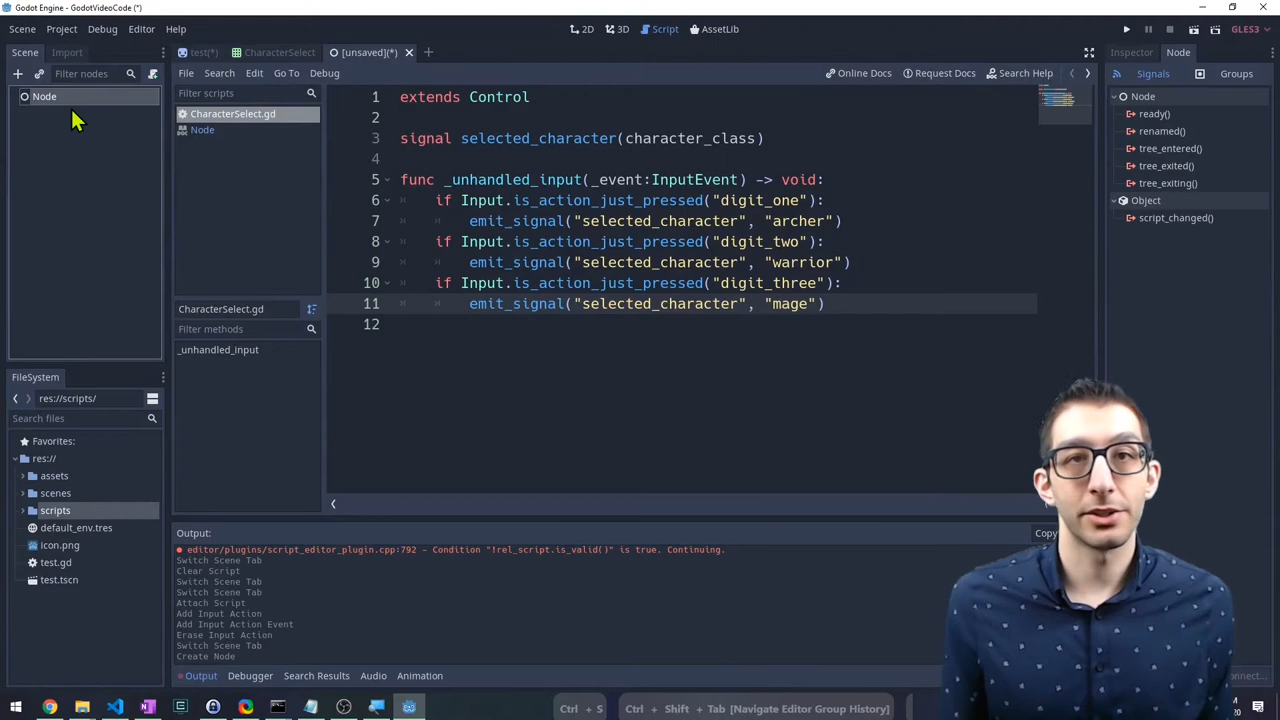 Godot Engine - GodotVideoCode (*)
Scene Project Debug Editor Help
2D 3D Script AssetLib
GLES3
Scene Import
test(*) CharacterSelect [unsaved](*)
Inspector Node
Filter nodes
File Search Edit Go To Debug
Online Docs Request Docs Search Help
Signals Groups
Node
Filter scripts
CharacterSelect.gd
Node
CharacterSelect.gd
Filter methods
_unhandled_input
1 extends Control
2
3 signal selected_character(character_class)
4
5 func _unhandled_input(_event:InputEvent) -> void:
6 if Input.is_action_just_pressed("digit_one"):
7 emit_signal("selected_character", "archer")
8 if Input.is_action_just_pressed("digit_two"):
9 emit_signal("selected_character", "warrior")
10 if Input.is_action_just_pressed("digit_three"):
11 emit_signal("selected_character", "mage")
12
Node
ready()
renamed()
tree_entered()
tree_exited()
tree_exiting()
Object
script_changed()
FileSystem
res://scripts/
Search files
Favorites:
res://
assets
scenes
scripts
default_env.tres
icon.png
test.gd
test.tscn
Output:
Copy
editor/plugins/script_editor_plugin.cpp:792 - Condition "!rel_script.is_valid()" is true. Continuing.
Switch Scene Tab
Clear Script
Switch Scene Tab
Switch Scene Tab
Attach Script
Add Input Action
Add Input Action Event
Erase Input Action
Switch Scene Tab
Create Node
Output Debugger Search Results Audio Animation
onnect...
Ctrl + S
Ctrl + Shift + Tab [Navigate Editor Group History]